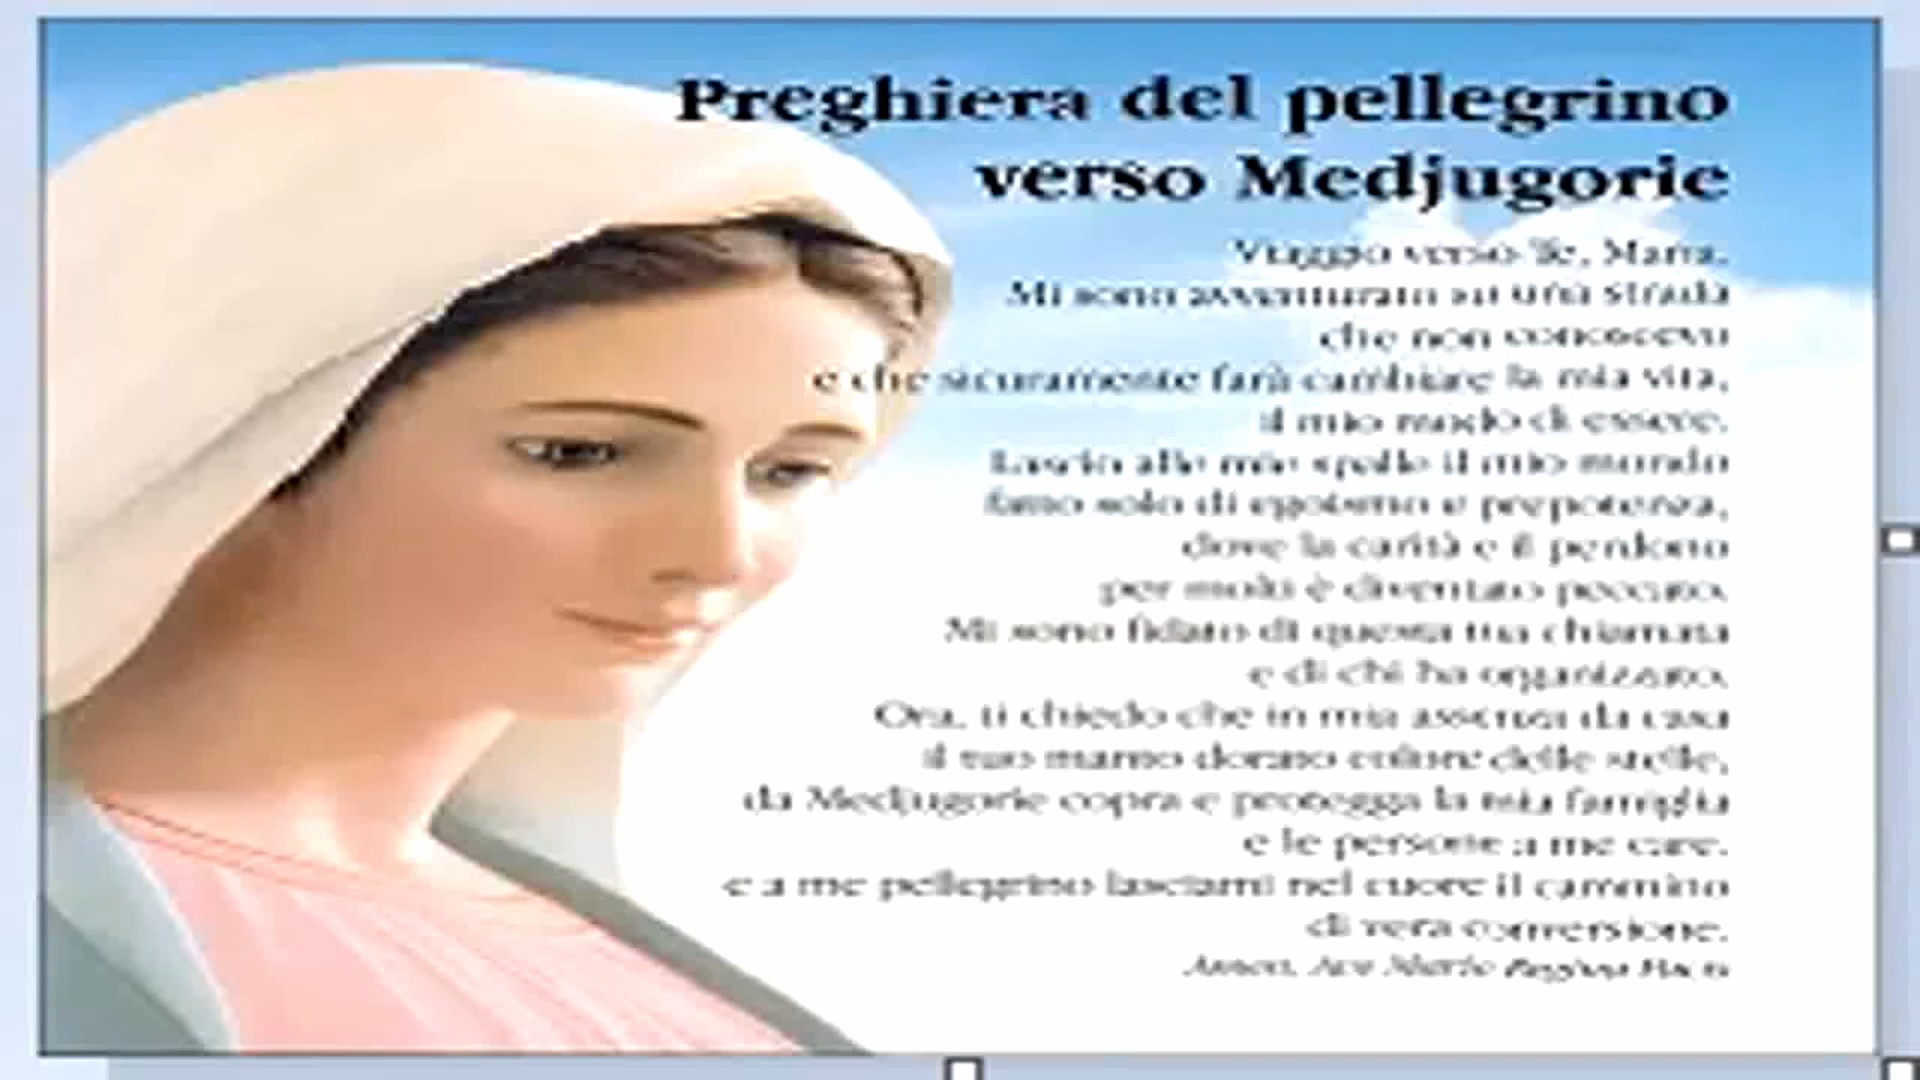 Preghiera del pellegrino
verso Medjugorie
Viaggio verso Te, Maria.
Mi sono avventurato su una strada
che non conoscevo
e che sicuramente farà cambiare la mia vita,
il mio modo di essere.
Lascio alle mie spalle il mio mondo
fatto solo di egoismo e prepotenza,
dove la carità e il perdono
per molti è diventato peccato.
Mi sono fidato di questa tua chiamata
e di chi ha organizzato.
Ora, ti chiedo che in mia assenza da casa
il tuo manto dorato colore delle stelle,
da Medjugorie copra e protegga la mia famiglia
e le persone a me care.
e a me pellegrino lasciami nel cuore il cammino
di vera conversione.
Amen. Ave Maria Regina Pacis